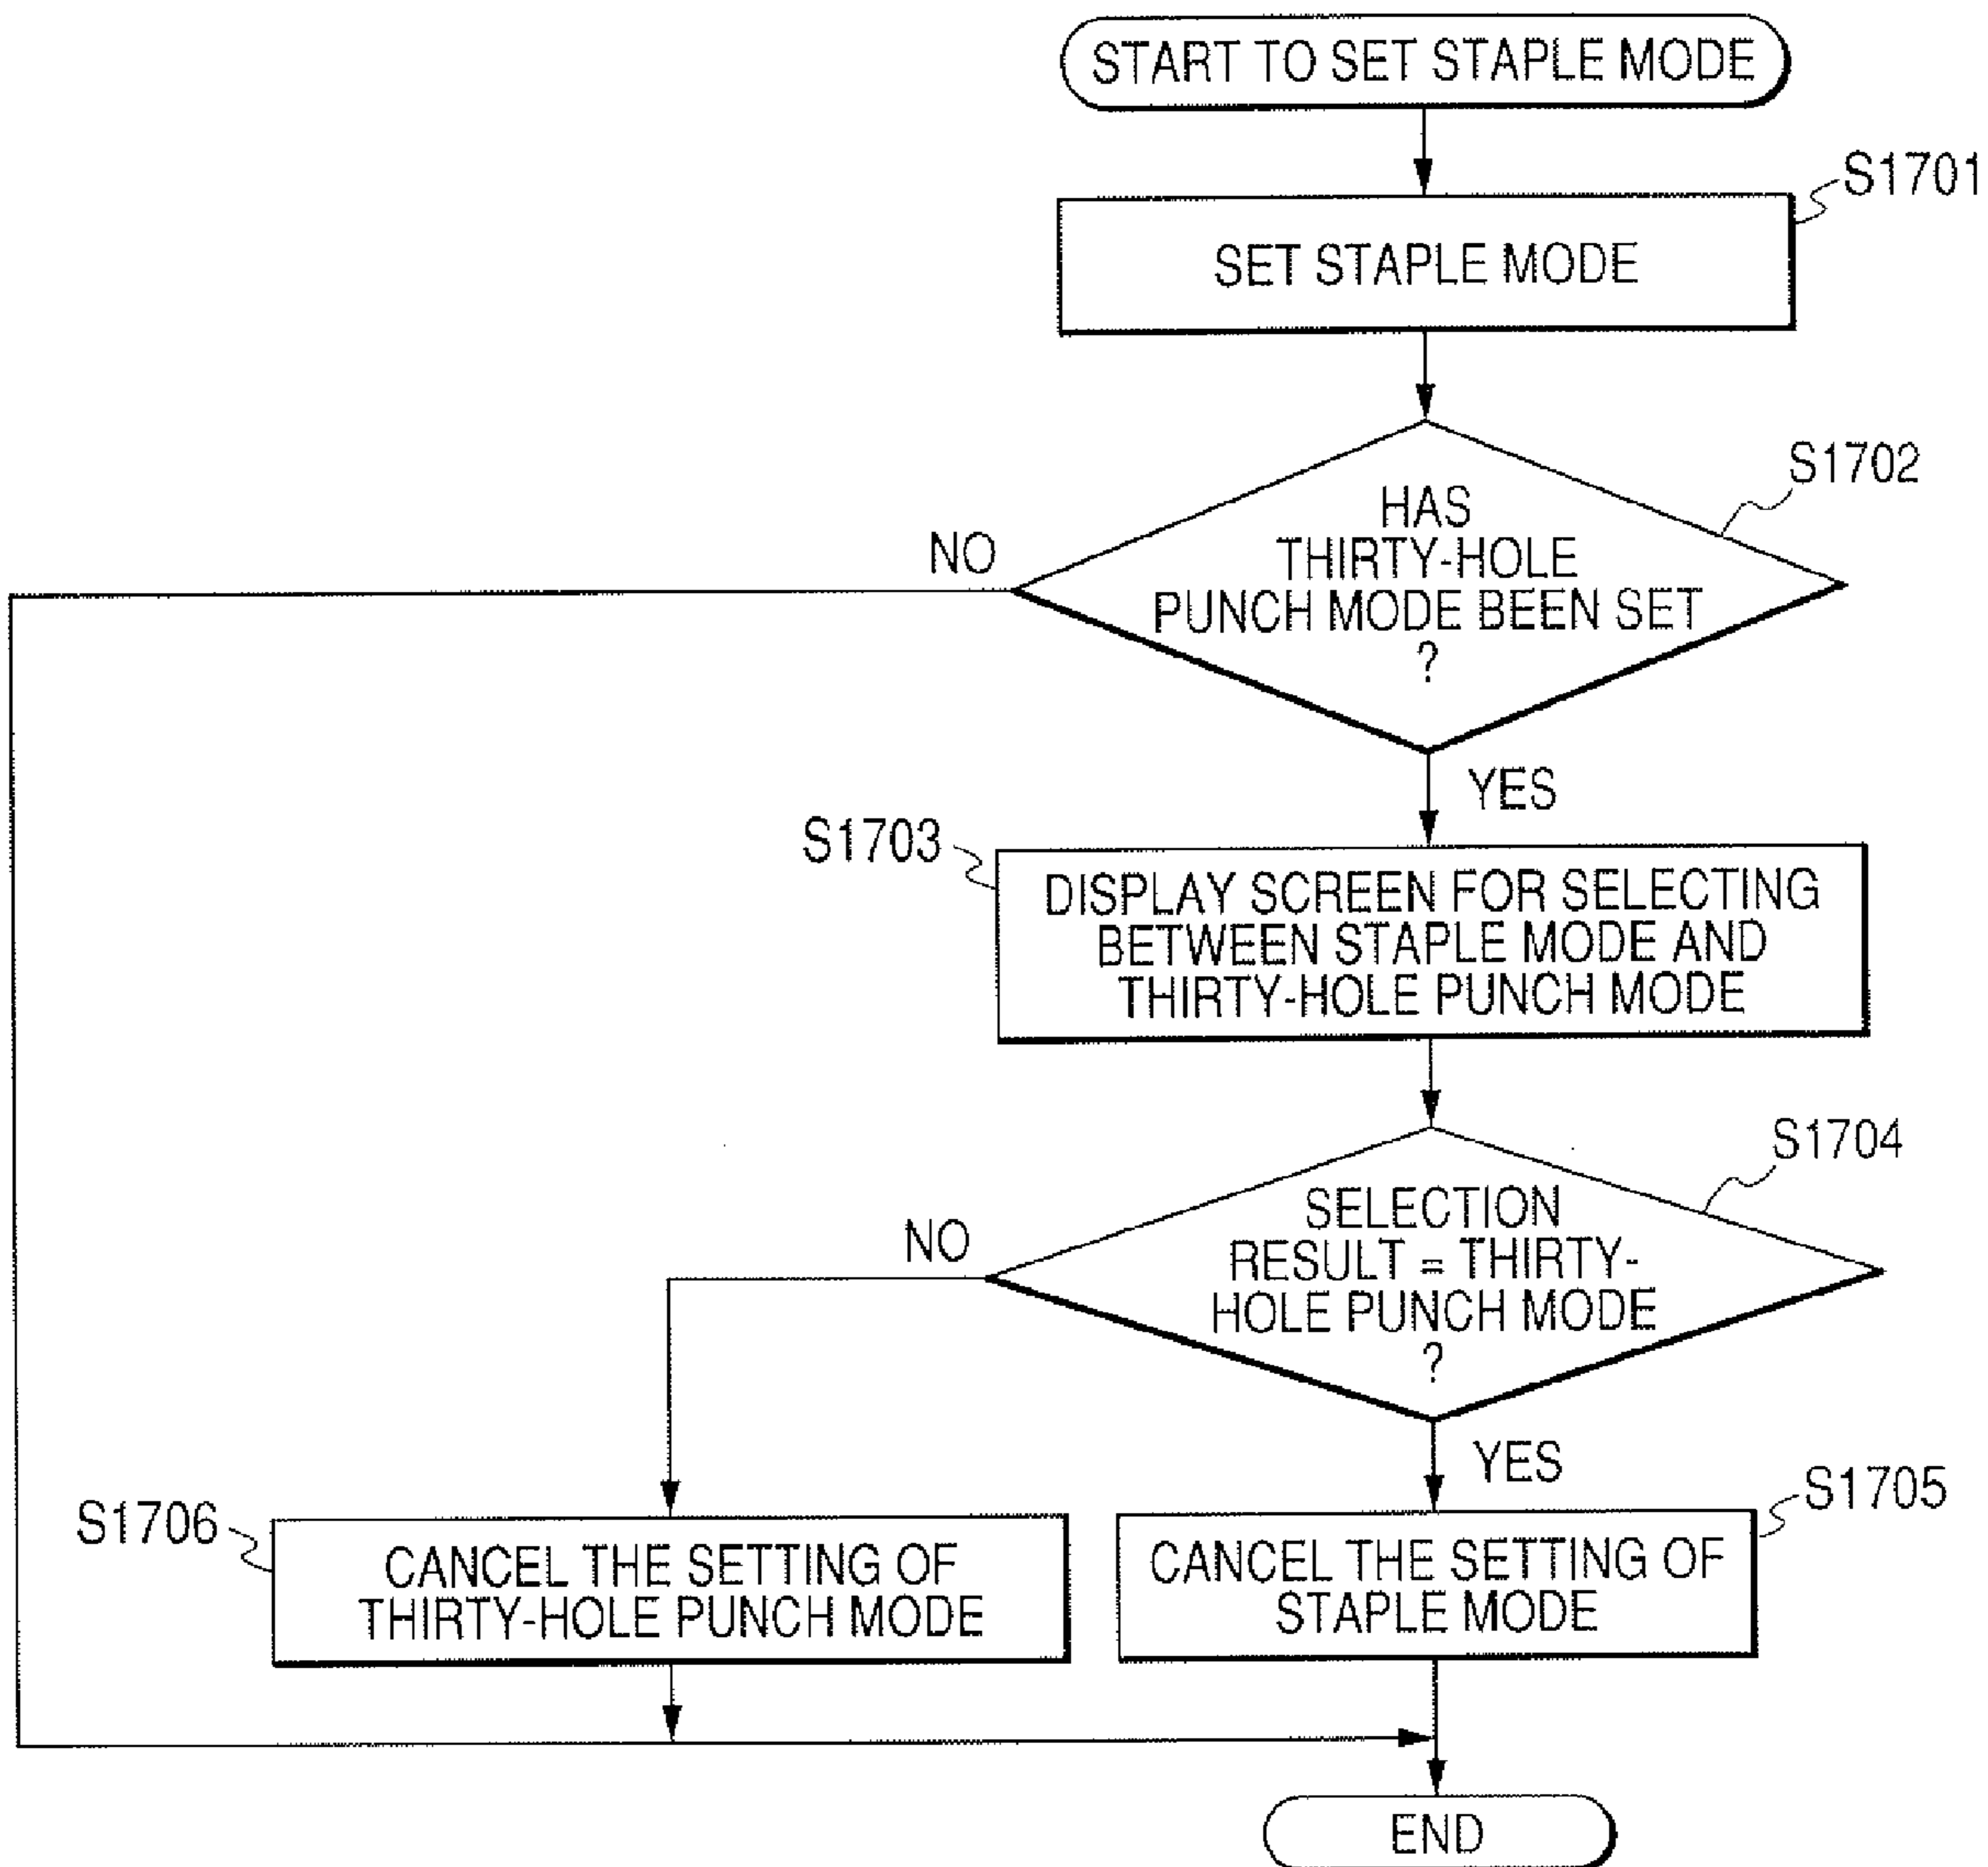 START TO SET STAPLE MODE
S1701
SET STAPLE MODE
S1702
HAS
THIRTY-HOLE
PUNCH MODE BEEN SET
?
NO
YES
S1703
DISPLAY SCREEN FOR SELECTING
BETWEEN STAPLE MODE AND
THIRTY-HOLE PUNCH MODE
S1704
SELECTION
RESULT = THIRTY-
HOLE PUNCH MODE
?
NO
YES
S1706
CANCEL THE SETTING OF
THIRTY-HOLE PUNCH MODE
S1705
CANCEL THE SETTING OF
STAPLE MODE
END